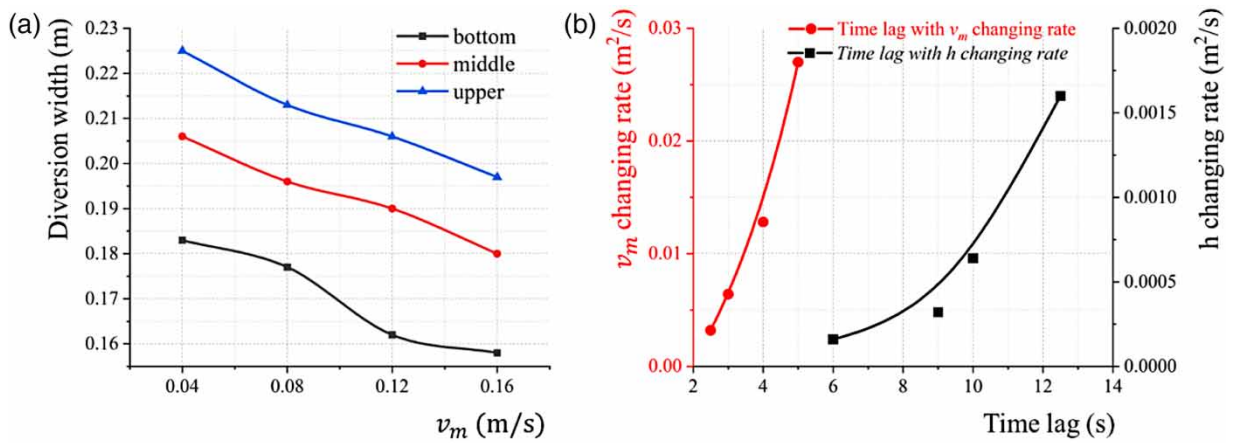 (a)
Diversion width (m)
0.23
0.22
0.21
0.20
0.19
0.18
0.17
0.16
bottom
middle
upper
0.04 0.08 0.12 0.16
vₘ (m/s)
(b)
vₘ changing rate (m²/s)
0.03
0.02
0.01
0.00
Time lag with vₘ changing rate
Time lag with h changing rate
2 4 6 8 10 12 14
Time lag (s)
0.0020
0.0015
0.0010
0.0005
0.0000
h changing rate (m²/s)